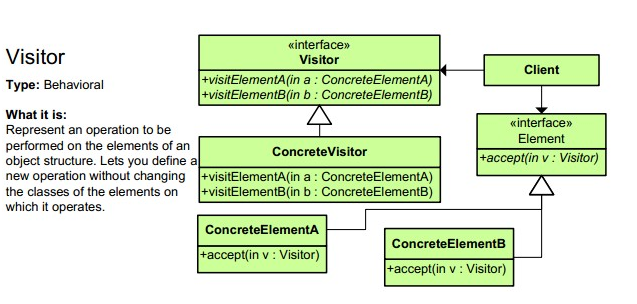 Visitor
Type: Behavioral
What it is:
Represent an operation to be
performed on the elements of an
object structure. Lets you define a
new operation without changing
the classes of the elements on
which it operates.
«interface»
Visitor
+visitElementA(in a : ConcreteElementA)
+visitElementB(in b : ConcreteElementB)
Client
«interface»
Element
+accept(in v : Visitor)
ConcreteVisitor
+visitElementA(in a : ConcreteElementA)
+visitElementB(in b : ConcreteElementB)
ConcreteElementA
+accept(in v : Visitor)
ConcreteElementB
+accept(in v : Visitor)